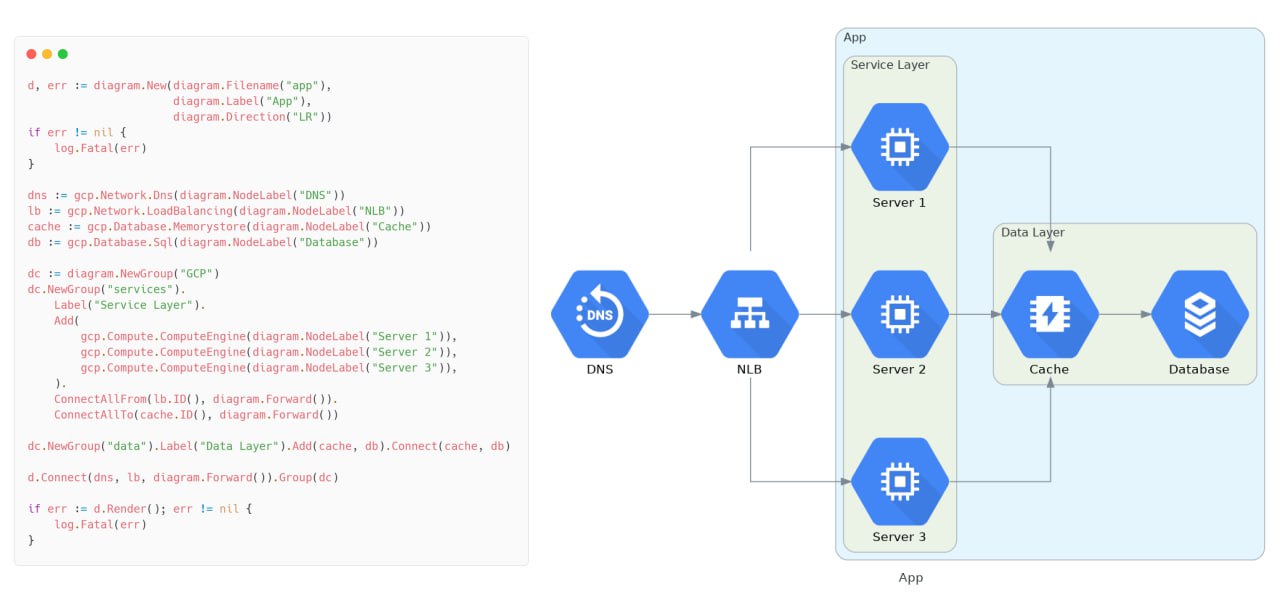 d, err := diagram.New(diagram.Filename("app"),
                      diagram.Label("App"),
                      diagram.Direction("LR"))
if err != nil {
    log.Fatal(err)
}

dns := gcp.Network.Dns(diagram.NodeLabel("DNS"))
lb := gcp.Network.LoadBalancing(diagram.NodeLabel("NLB"))
cache := gcp.Database.Memorystore(diagram.NodeLabel("Cache"))
db := gcp.Database.Sql(diagram.NodeLabel("Database"))

dc := diagram.NewGroup("GCP")
dc.NewGroup("services").
    Label("Service Layer").
    Add(
        gcp.Compute.ComputeEngine(diagram.NodeLabel("Server 1")),
        gcp.Compute.ComputeEngine(diagram.NodeLabel("Server 2")),
        gcp.Compute.ComputeEngine(diagram.NodeLabel("Server 3")),
    ).
    ConnectAllFrom(lb.ID(), diagram.Forward()).
    ConnectAllTo(cache.ID(), diagram.Forward())

dc.NewGroup("data").Label("Data Layer").Add(cache, db).Connect(cache, db)

d.Connect(dns, lb, diagram.Forward()).Group(dc)

if err := d.Render(); err != nil {
    log.Fatal(err)
}
App
Service Layer
Server 1
Data Layer
DNS
DNS
NLB
Server 2
Cache
Database
Server 3
App